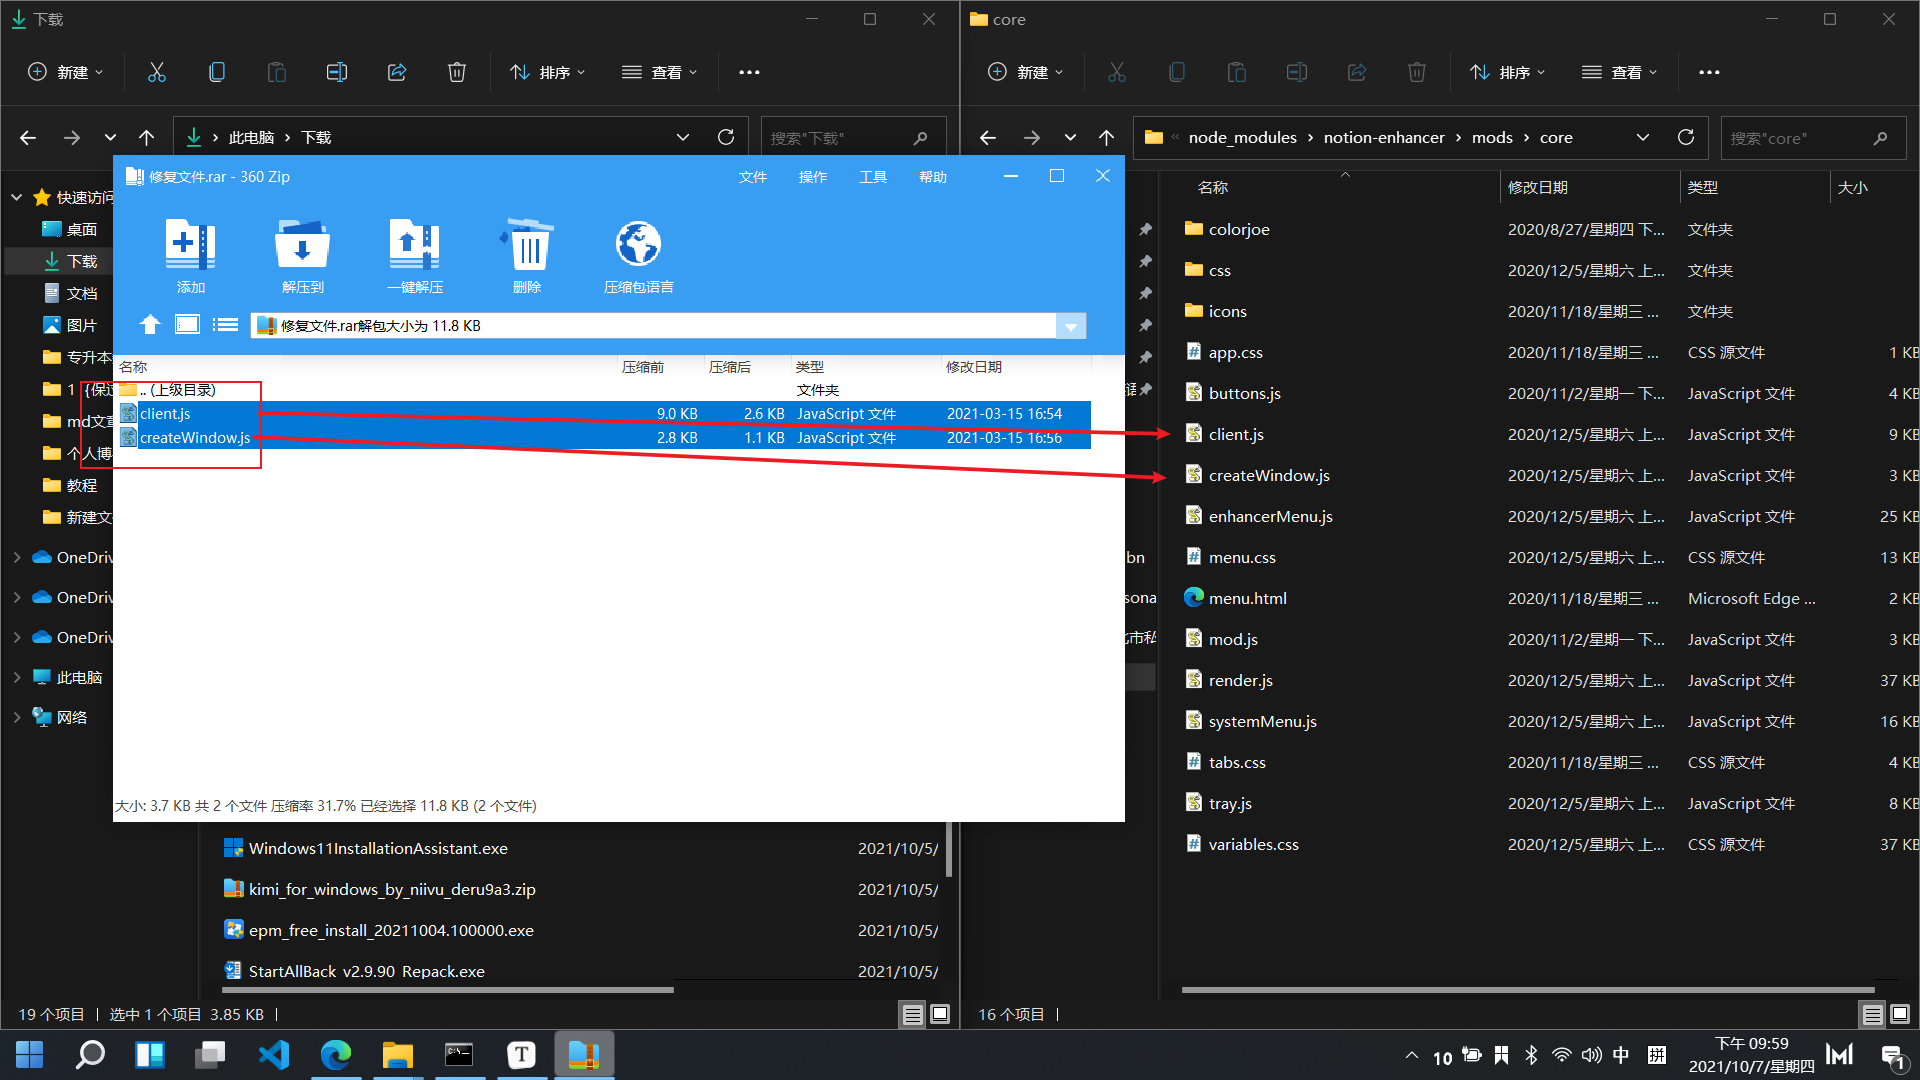 下载
新建
排序
查看
此电脑
下载
搜索"下载"
快速访问
桌面
下载
文档
图片
专升本
1
md文章
个人博
教程
新建文
OneDriv
OneDriv
OneDriv
此电脑
网络
修复文件.rar - 360 Zip
文件 操作 工具 帮助
添加
解压到
一键解压
删除
压缩包语言
修复文件.rar解包大小为 11.8 KB
名称 压缩前 压缩后 类型 修改日期
.. (上级目录) 文件夹
client.js 9.0 KB 2.6 KB JavaScript 文件 2021-03-15 16:54
createWindow.js 2.8 KB 1.1 KB JavaScript 文件 2021-03-15 16:56
大小: 3.7 KB 共 2 个文件 压缩率 31.7% 已经选择 11.8 KB (2 个文件)
Windows11InstallationAssistant.exe 2021/10/5/
kimi_for_windows_by_niivu_deru9a3.zip 2021/10/5/
epm_free_install_20211004.100000.exe 2021/10/5/
StartAllBack v2.9.90 Repack.exe 2021/10/5/
19 个项目 选中 1 个项目 3.85 KB
core
新建
排序
查看
node_modules notion-enhancer mods core
搜索"core"
bn
sona
北市私
名称 修改日期 类型 大小
colorjoe 2020/8/27/星期四 下... 文件夹
css 2020/12/5/星期六 上... 文件夹
icons 2020/11/18/星期三 ... 文件夹
app.css 2020/11/18/星期三 ... CSS 源文件 1 KB
buttons.js 2020/11/2/星期一 下... JavaScript 文件 4 KB
client.js 2020/12/5/星期六 上... JavaScript 文件 9 KB
createWindow.js 2020/12/5/星期六 上... JavaScript 文件 3 KB
enhancerMenu.js 2020/12/5/星期六 上... JavaScript 文件 25 KB
menu.css 2020/12/5/星期六 上... CSS 源文件 13 KB
menu.html 2020/11/18/星期三 ... Microsoft Edge ... 2 KB
mod.js 2020/11/2/星期一 下... JavaScript 文件 3 KB
render.js 2020/12/5/星期六 上... JavaScript 文件 37 KB
systemMenu.js 2020/12/5/星期六 上... JavaScript 文件 16 KB
tabs.css 2020/11/18/星期三 ... CSS 源文件 4 KB
tray.js 2020/12/5/星期六 上... JavaScript 文件 8 KB
variables.css 2020/12/5/星期六 上... CSS 源文件 37 KB
16 个项目
10
中
拼
下午 09:59
2021/10/7/星期四
1